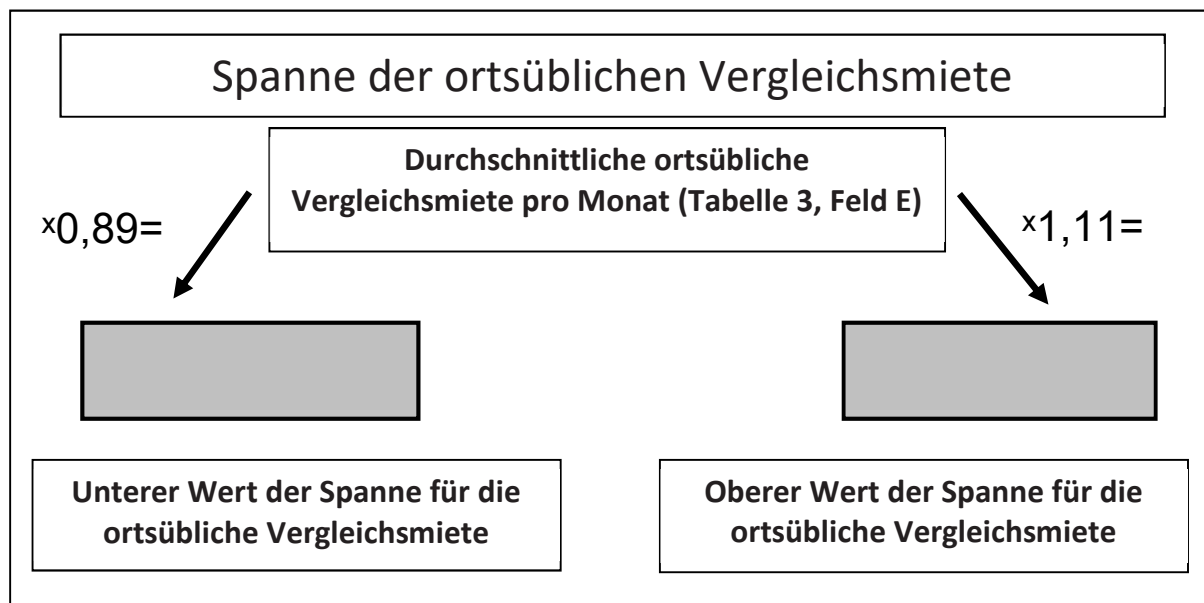 Spanne der ortsüblichen Vergleichsmiete
Durchschnittliche ortsübliche
Vergleichsmiete pro Monat (Tabelle 3, Feld E)
x0,89=
x1,11=
Unterer Wert der Spanne für die
ortsübliche Vergleichsmiete
Oberer Wert der Spanne für die
ortsübliche Vergleichsmiete